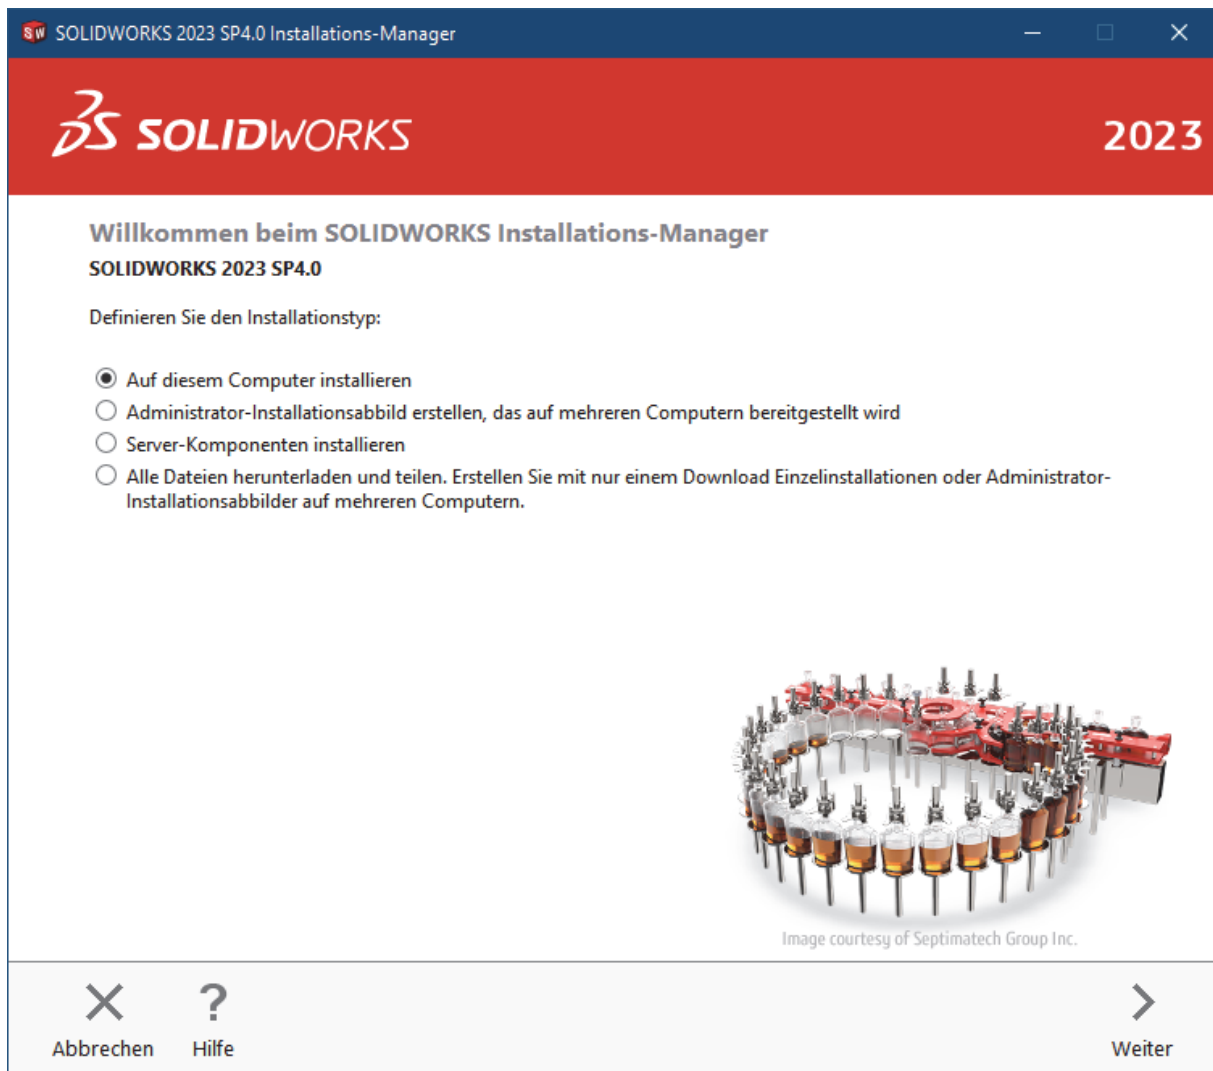 SW SOLIDWORKS 2023 SP4.0 Installations-Manager
3DS SOLIDWORKS
2023
Willkommen beim SOLIDWORKS Installations-Manager
SOLIDWORKS 2023 SP4.0
Definieren Sie den Installationstyp:
Auf diesem Computer installieren
Administrator-Installationsabbild erstellen, das auf mehreren Computern bereitgestellt wird
Server-Komponenten installieren
Alle Dateien herunterladen und teilen. Erstellen Sie mit nur einem Download Einzelinstallationen oder Administrator-
Installationsabbilder auf mehreren Computern.
Image courtesy of Septimatech Group Inc.
Abbrechen
? Hilfe
Weiter